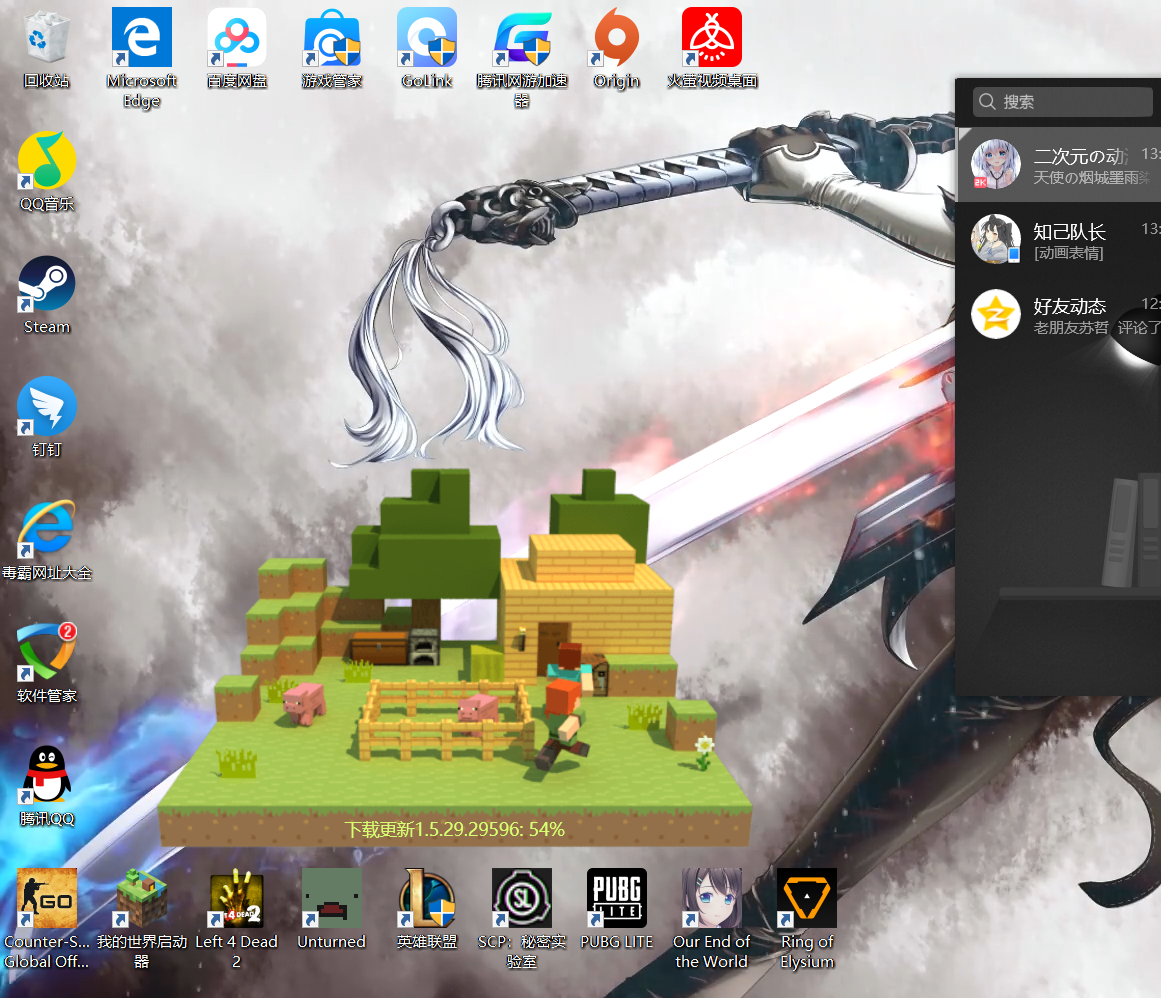 回收站
Microsoft
Edge
百度网盘
游戏管家
GoLink
腾讯网游加速
器
Origin
火萤视频桌面
QQ音乐
Steam
钉钉
毒霸网址大全
2
软件管家
腾讯QQ
搜索
二次元の动
13:
2K
天使の烟城墨雨
知己队长
13:
[动画表情]
好友动态
12:
老朋友苏哲 评论了
下载更新1.5.29.29596: 54%
GO
Counter-S...
Global Off...
我的世界启动
器
Left 4 Dead
2
Unturned
英雄联盟
SL
SCP：秘密实
验室
PUBG
LITE
PUBG LITE
Our End of
the World
Ring of
Elysium